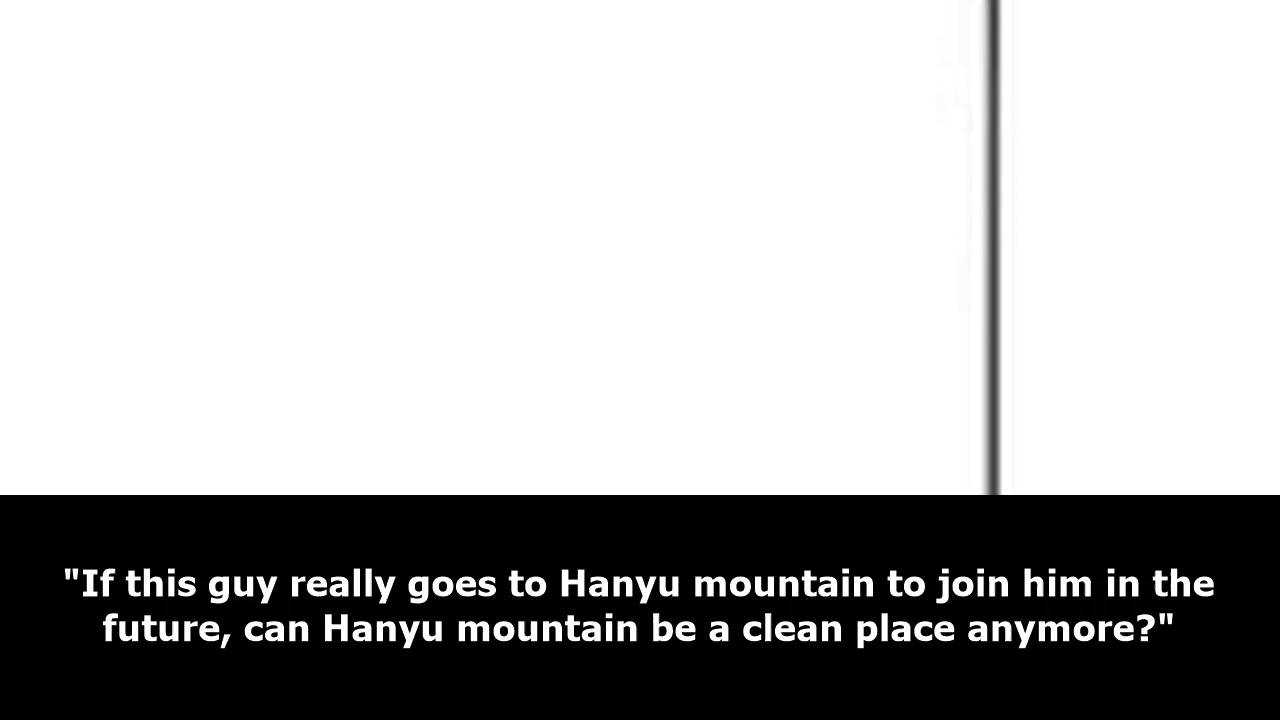 "If this guy really goes to Hanyu mountain to join him in the
future, can Hanyu mountain be a clean place anymore?"